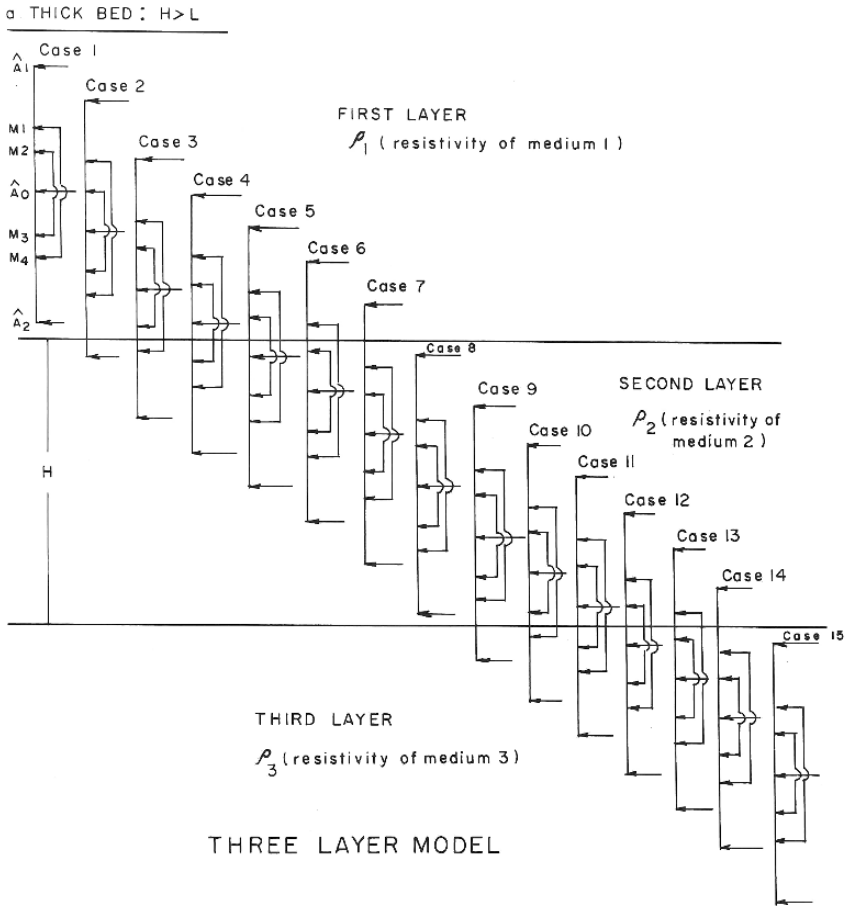 a. THICK BED: H>L
Case 1
Â1
Case 2
FIRST LAYER
ρ1 (resistivity of medium 1)
M1
M2
Case 3
Â0
Case 4
Case 5
M3
M4
Case 6
Case 7
Â2
Case 8
SECOND LAYER
Case 9
ρ2 (resistivity of
medium 2)
Case 10
H
Case 11
Case 12
Case 13
Case 14
Case 15
THIRD LAYER
ρ3 (resistivity of medium 3)
THREE LAYER MODEL